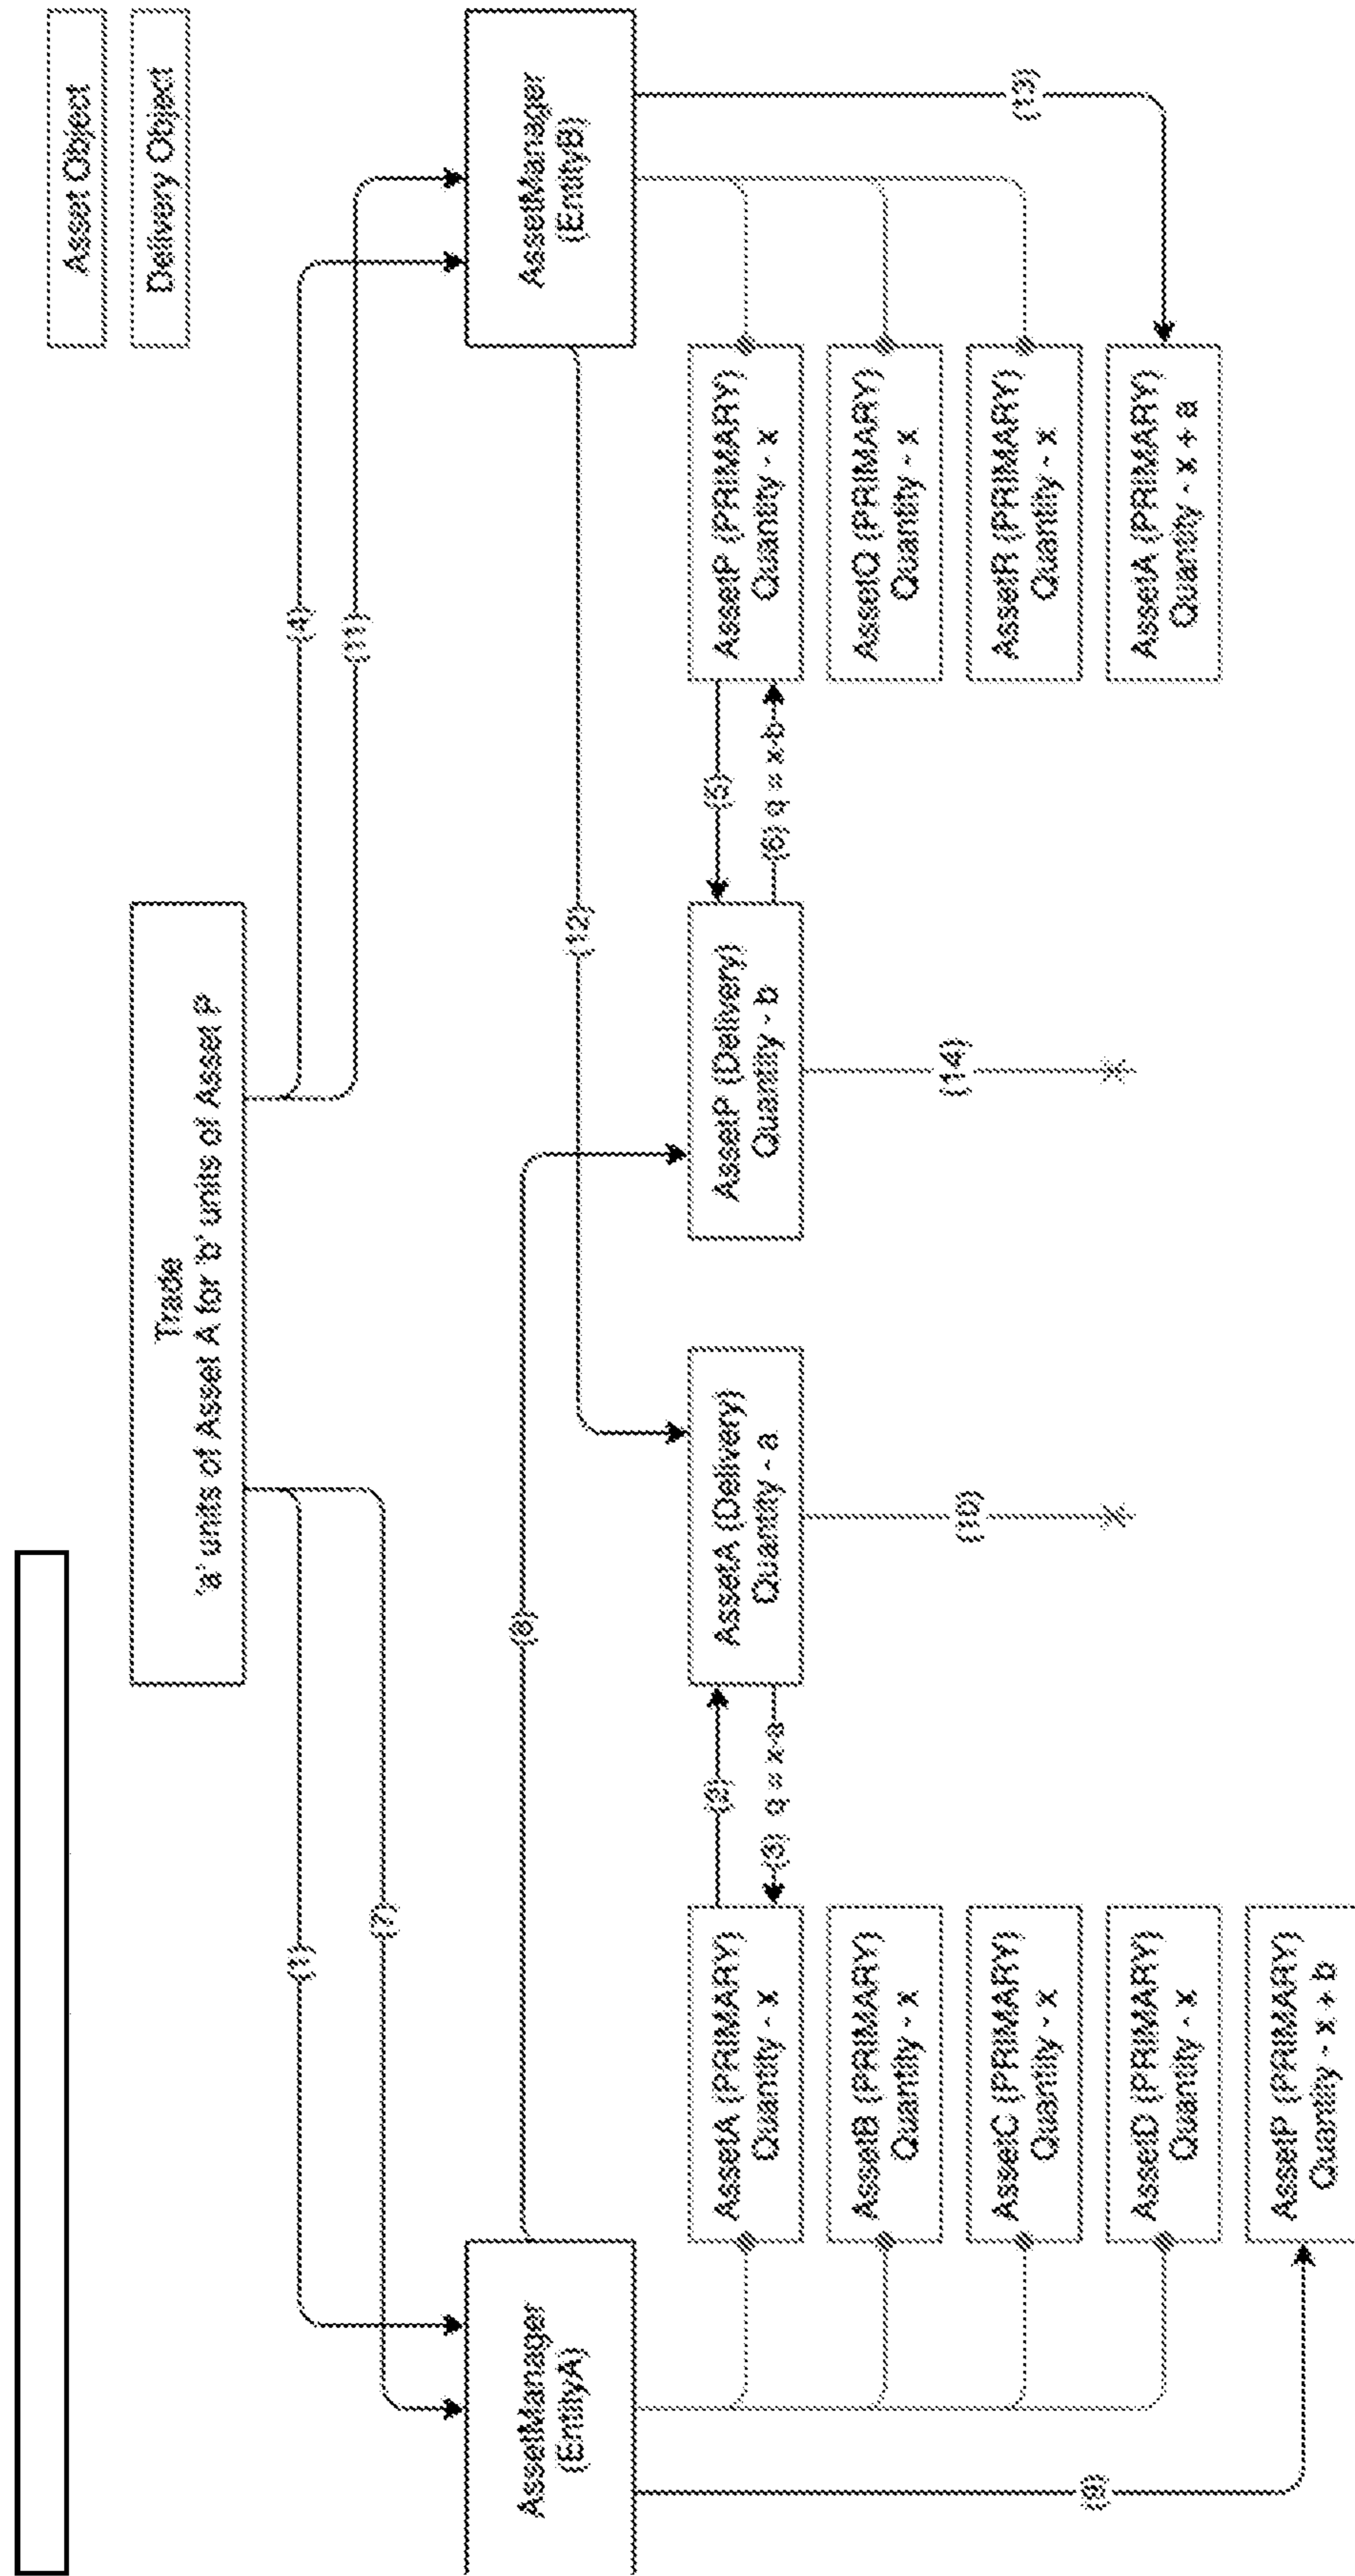 Asset Object
Delivery Object
Trade
'a' units of Asset A for 'b' units of Asset P
(1)
(4)
(11)
(7)
AssetManager
(EntityA)
AssetManager
(EntityB)
(8)
(12)
AssetA (PRIMARY)
Quantity - x
(2)
(3) q = x-a
AssetA (Delivery)
Quantity - a
AssetP (Delivery)
Quantity - b
(5)
(6) q = x-b
AssetP (PRIMARY)
Quantity - x
AssetB (PRIMARY)
Quantity - x
AssetQ (PRIMARY)
Quantity - x
AssetC (PRIMARY)
Quantity - x
(10)
(14)
AssetR (PRIMARY)
Quantity - x
(13)
(9)
AssetD (PRIMARY)
Quantity - x
AssetA (PRIMARY)
Quantity - x + a
AssetP (PRIMARY)
Quantity - x + b